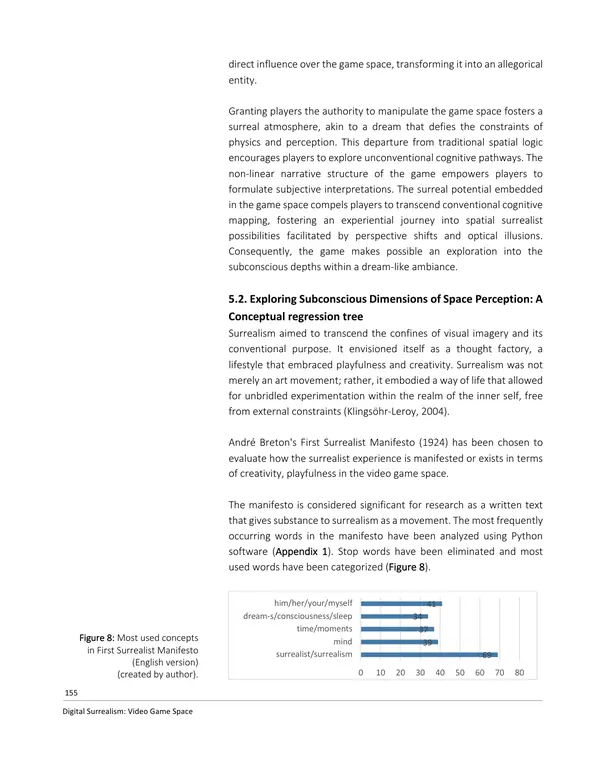 direct influence over the game space, transforming it into an allegorical
entity.
Granting players the authority to manipulate the game space fosters a
surreal atmosphere, akin to a dream that defies the constraints of
physics and perception. This departure from traditional spatial logic
encourages players to explore unconventional cognitive pathways. The
non-linear narrative structure of the game empowers players to
formulate subjective interpretations. The surreal potential embedded
in the game space compels players to transcend conventional cognitive
mapping, fostering an experiential journey into spatial surrealist
possibilities facilitated by perspective shifts and optical illusions.
Consequently, the game makes possible an exploration into the
subconscious depths within a dream-like ambiance.
5.2. Exploring Subconscious Dimensions of Space Perception: A
Conceptual regression tree
Surrealism aimed to transcend the confines of visual imagery and its
conventional purpose. It envisioned itself as a thought factory, a
lifestyle that embraced playfulness and creativity. Surrealism was not
merely an art movement; rather, it embodied a way of life that allowed
for unbridled experimentation within the realm of the inner self, free
from external constraints (Klingsöhr-Leroy, 2004).
André Breton's First Surrealist Manifesto (1924) has been chosen to
evaluate how the surrealist experience is manifested or exists in terms
of creativity, playfulness in the video game space.
The manifesto is considered significant for research as a written text
that gives substance to surrealism as a movement. The most frequently
occurring words in the manifesto have been analyzed using Python
software (Appendix 1). Stop words have been eliminated and most
used words have been categorized (Figure 8).
him/her/your/myself 41
dream-s/consciousness/sleep 34
time/moments 37
mind 39
surrealist/surrealism 69
0 10 20 30 40 50 60 70 80
Figure 8: Most used concepts
in First Surrealist Manifesto
(English version)
(created by author).
155
Digital Surrealism: Video Game Space